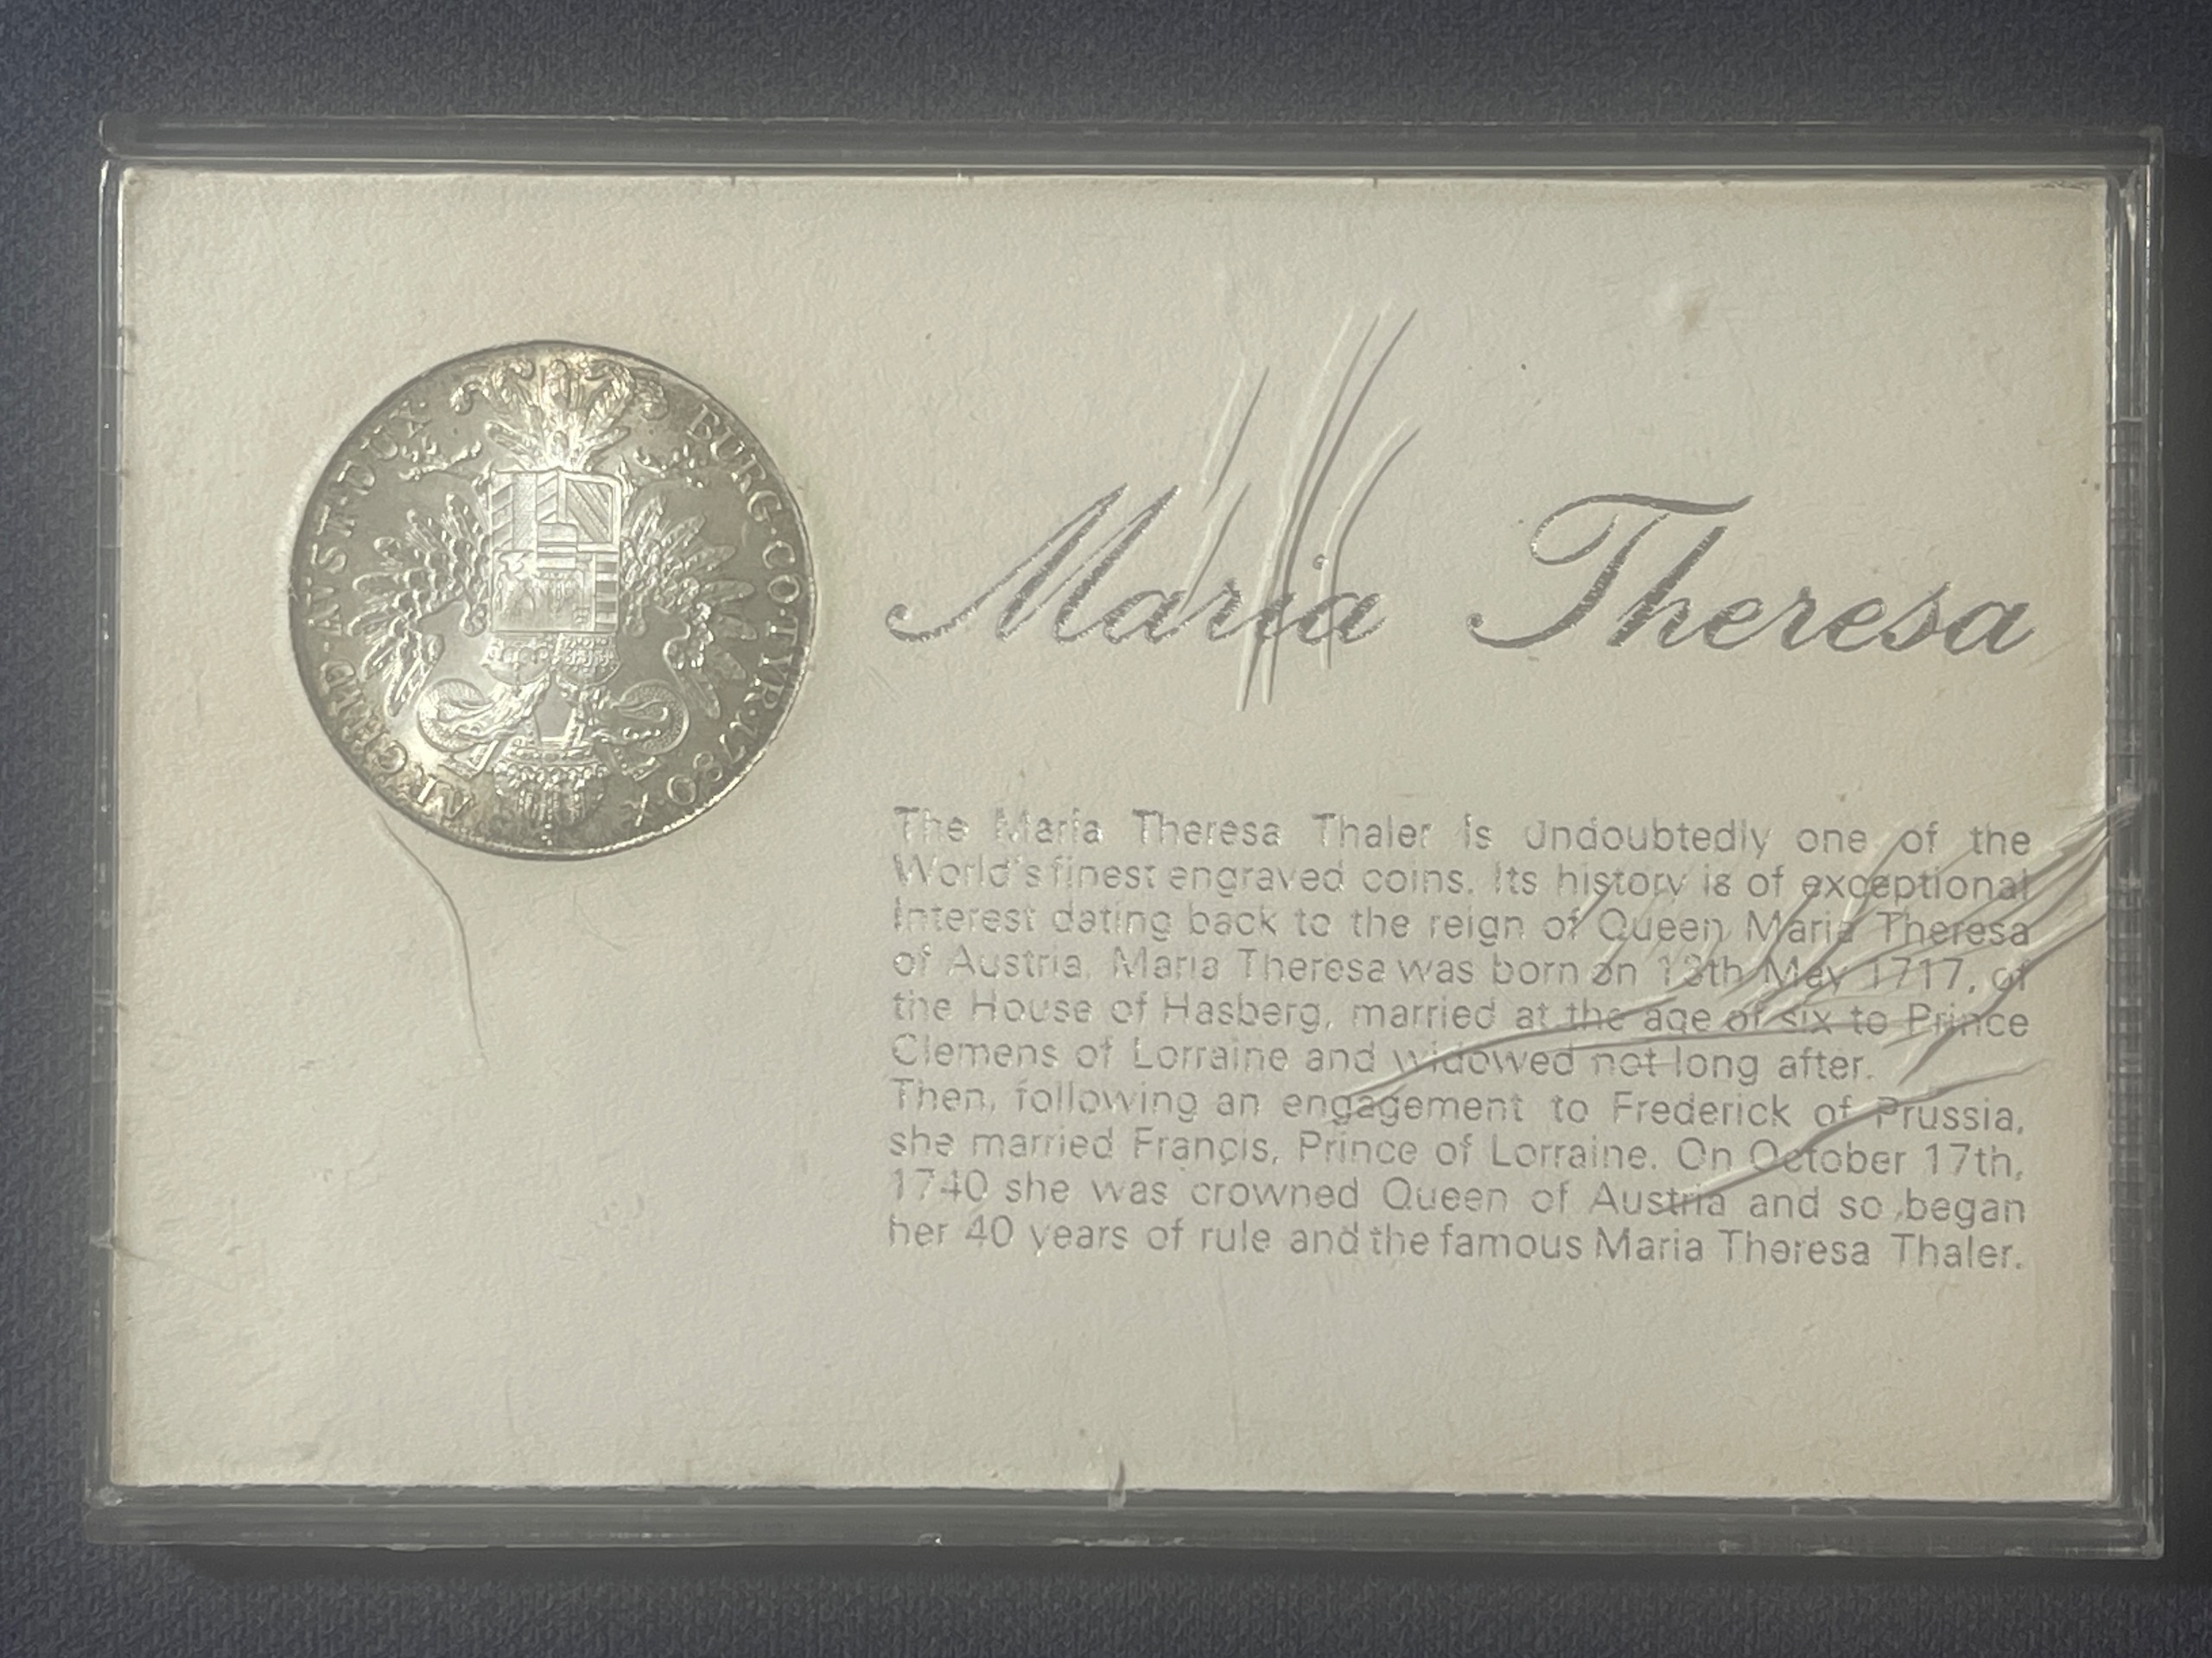 BURG·CO·TYR·1780·X
ARCHID·AVST·DUX·
Maria Theresa
The Maria Theresa Thaler is Undoubtedly one of the
World's finest engraved coins. Its history is of exceptional
Interest dating back to the reign of Queen Maria Theresa
of Austria. Maria Theresa was born on 13th May 1717, of
the House of Hasberg, married at the age of six to Prince
Clemens of Lorraine and widowed not long after.
Then, following an engagement to Frederick of Prussia,
she married Francis, Prince of Lorraine. On October 17th,
1740 she was crowned Queen of Austria and so began
her 40 years of rule and the famous Maria Theresa Thaler.